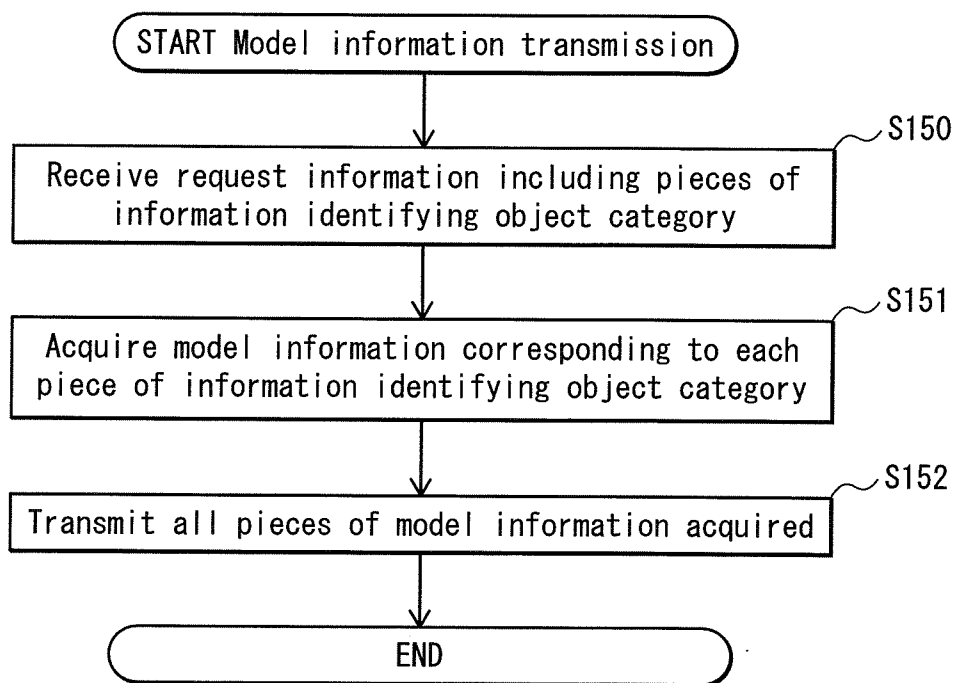 START Model information transmission
S150
Receive request information including pieces of
information identifying object category
S151
Acquire model information corresponding to each
piece of information identifying object category
S152
Transmit all pieces of model information acquired
END